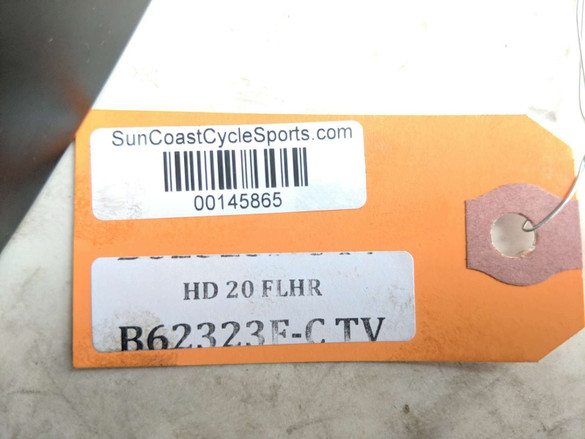 SunCoastCycleSports.com
00145865
HD 20 FLHR
B62323E-C TV